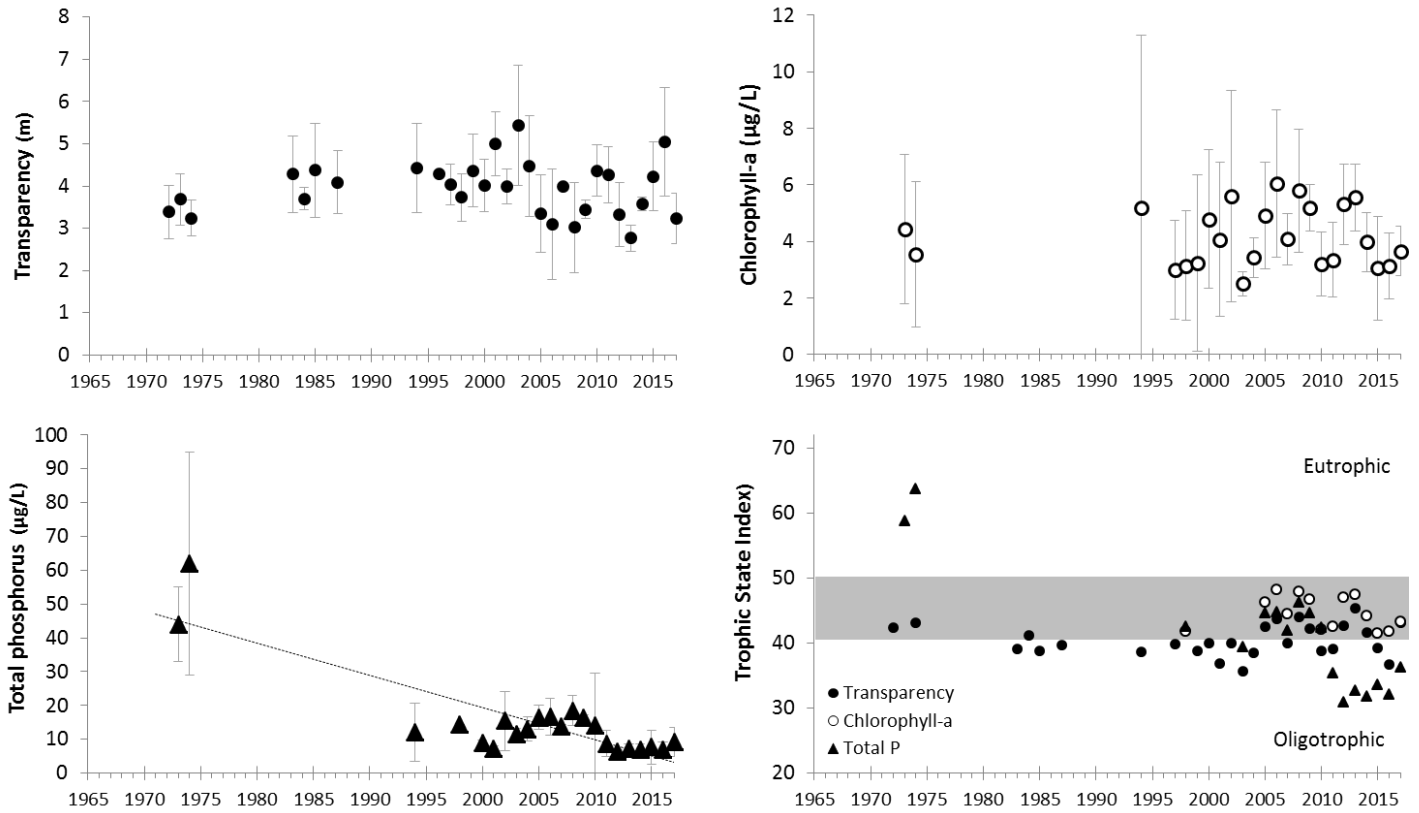 Transparency (m)
8
7
6
5
4
3
2
1
0
1965 1970 1975 1980 1985 1990 1995 2000 2005 2010 2015
Chlorophyll-a (µg/L)
12
10
8
6
4
2
0
1965 1970 1975 1980 1985 1990 1995 2000 2005 2010 2015
Total phosphorus (µg/L)
100
90
80
70
60
50
40
30
20
10
0
1965 1970 1975 1980 1985 1990 1995 2000 2005 2010 2015
Trophic State Index)
70
60
50
40
30
20
Eutrophic
Transparency
Chlorophyll-a
Total P
Oligotrophic
1965 1970 1975 1980 1985 1990 1995 2000 2005 2010 2015